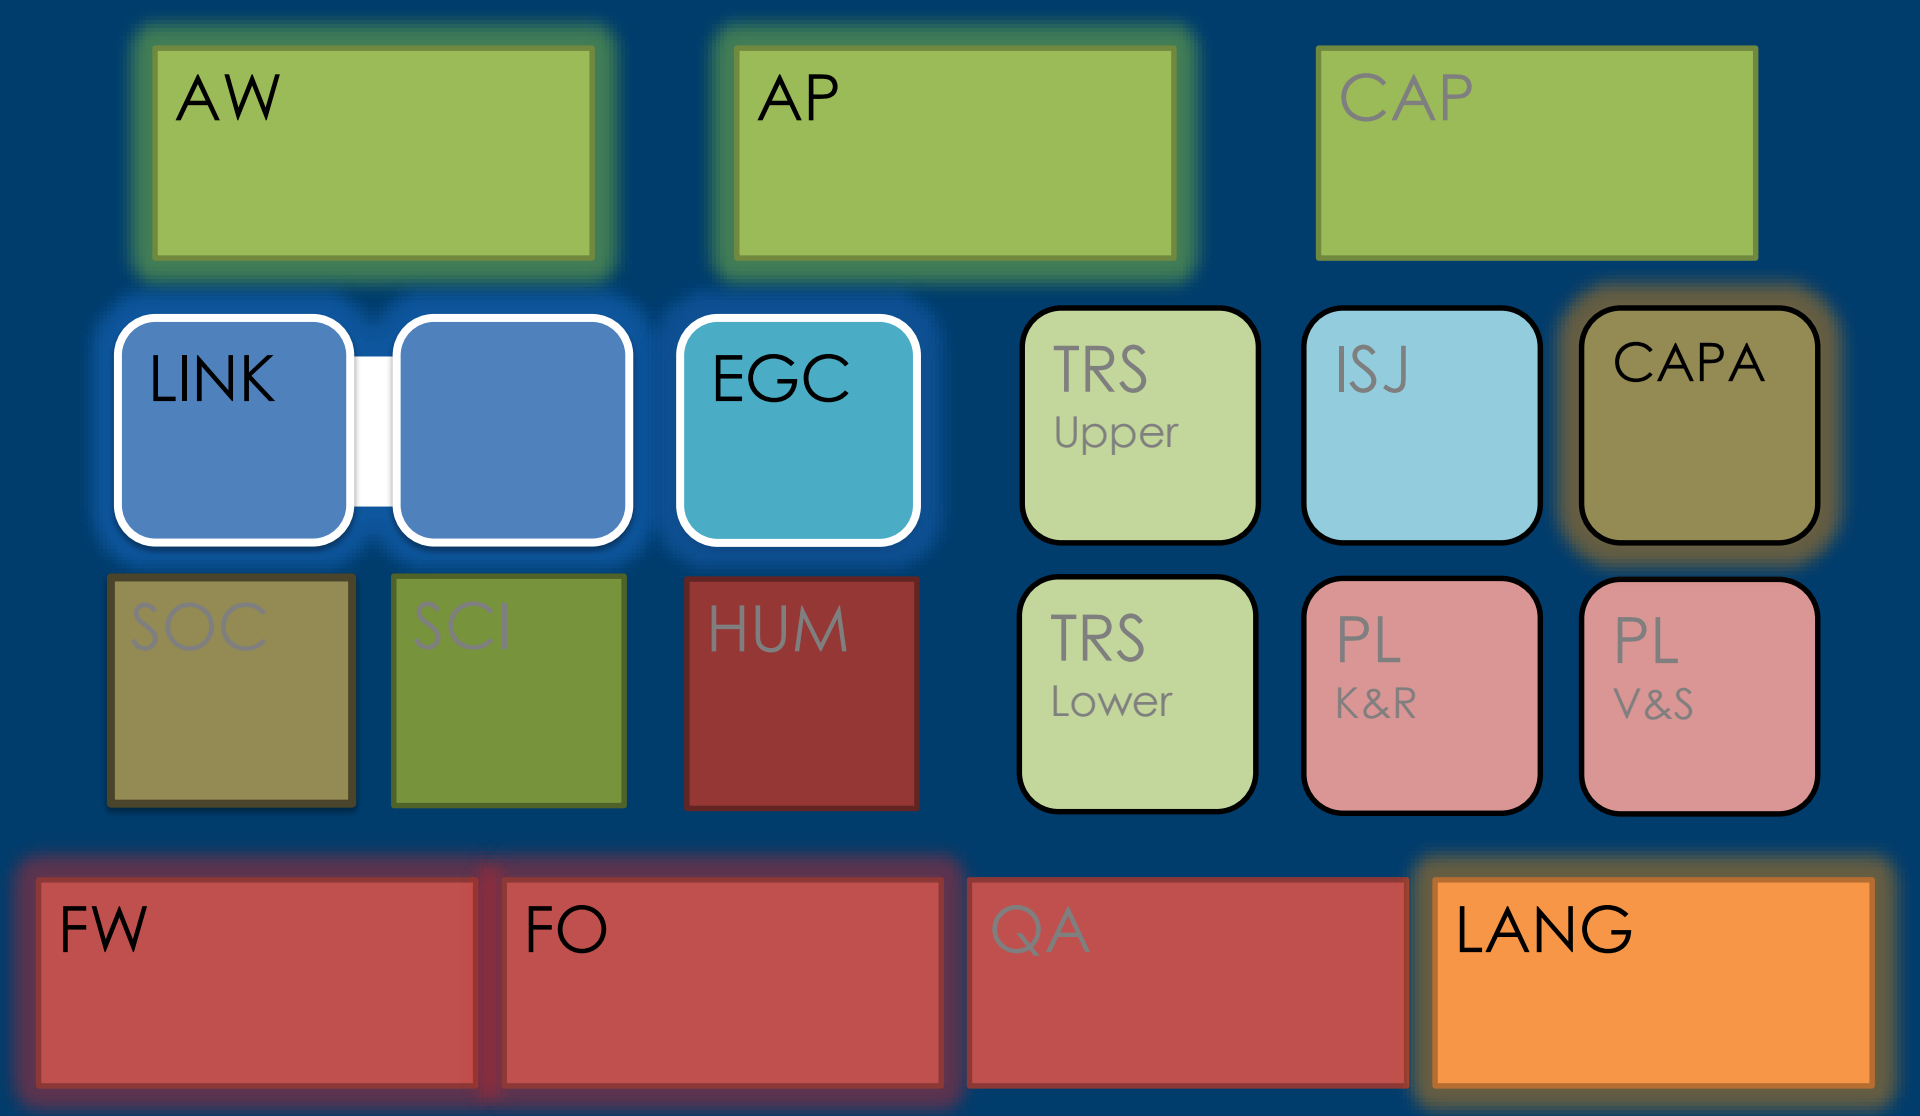 AW
AP
CAP
LINK
EGC
TRS
Upper
ISJ
CAPA
SOC
SCI
HUM
TRS
Lower
PL
K&R
PL
V&S
FW
FO
QA
LANG